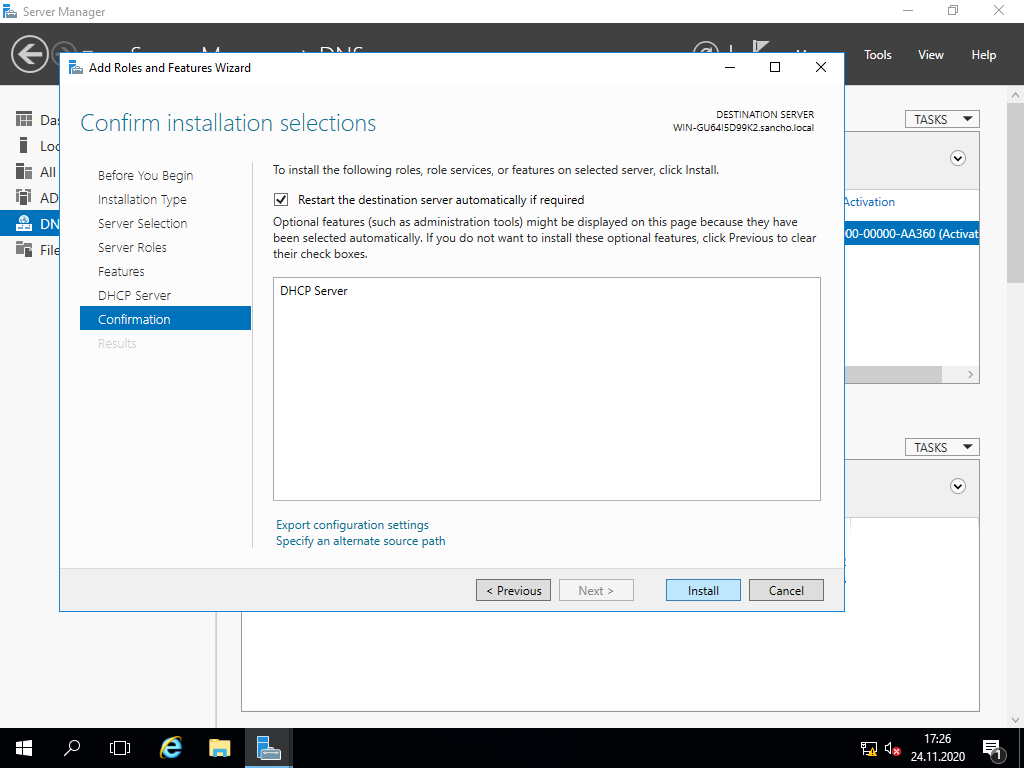 Server Manager
Tools
View
Help
Add Roles and Features Wizard
Confirm installation selections
DESTINATION SERVER
WIN-GU64I5D99K2.sancho.local
Before You Begin
Installation Type
Server Selection
Server Roles
Features
DHCP Server
Confirmation
Results
To install the following roles, role services, or features on selected server, click Install.
Restart the destination server automatically if required
Optional features (such as administration tools) might be displayed on this page because they have
been selected automatically. If you do not want to install these optional features, click Previous to clear
their check boxes.
DHCP Server
Export configuration settings
Specify an alternate source path
< Previous
Next >
Install
Cancel
Das
Loc
All
AD
DN
File
TASKS
Activation
00-00000-AA360 (Activat
TASKS
17:26
24.11.2020
1